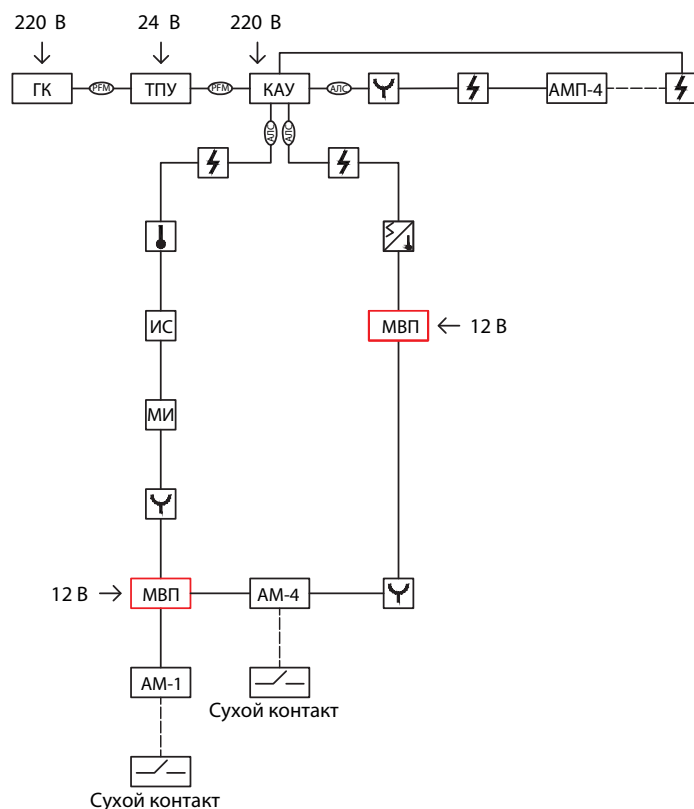 220 В 24 В 220 В
ГК PFM ТПУ PFM КАУ АЛС АМП-4
АЛС АЛС
ИС МВП 12 В
МИ
12 В МВП АМ-4
АМ-1
Сухой контакт
Сухой контакт